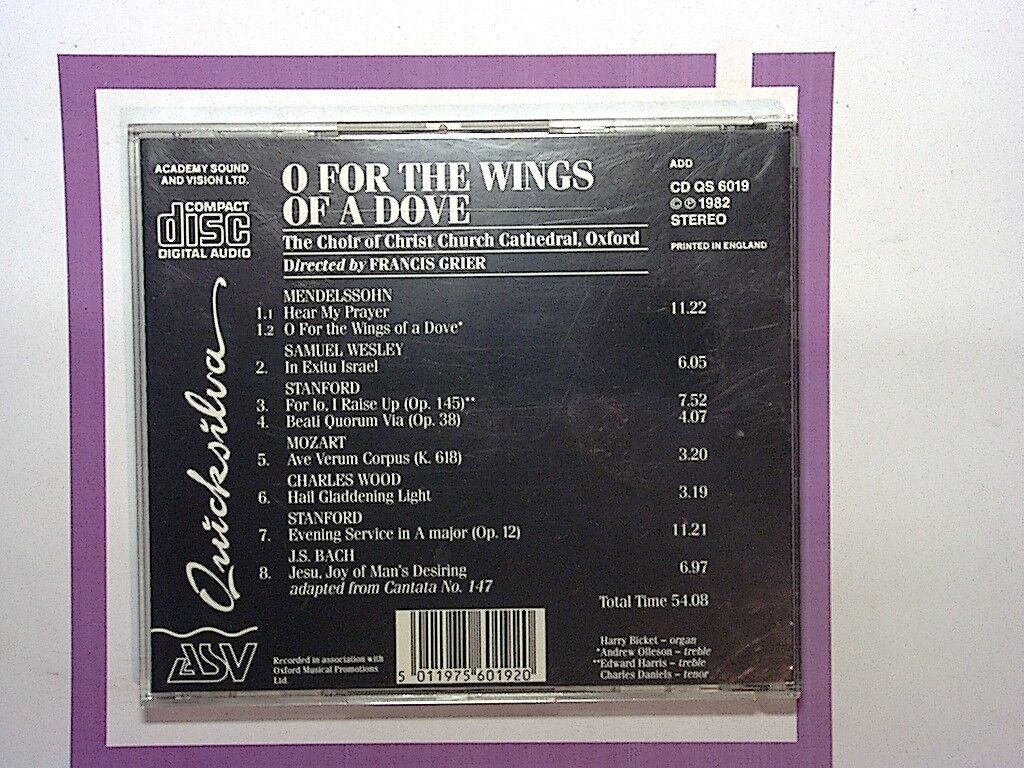 ACADEMY SOUND
AND VISION LTD.
COMPACT
disc
DIGITAL AUDIO
O FOR THE WINGS
OF A DOVE
The Choir of Christ Church Cathedral, Oxford
Directed by FRANCIS GRIER
ADD
CD QS 6019
© ℗ 1982
STEREO
PRINTED IN ENGLAND
MENDELSSOHN
1.1 Hear My Prayer 11.22
1.2 O For the Wings of a Dove*
SAMUEL WESLEY
2. In Exitu Israel 6.05
STANFORD
3. For lo, I Raise Up (Op. 145)** 7.52
4. Beati Quorum Via (Op. 38) 4.07
MOZART
5. Ave Verum Corpus (K. 618) 3.20
CHARLES WOOD
6. Hail Gladdening Light 3.19
STANFORD
7. Evening Service in A major (Op. 12) 11.21
J.S. BACH
8. Jesu, Joy of Man's Desiring 6.97
adapted from Cantata No. 147
Total Time 54.08
Quicksilva
ASV
Recorded in association with
Oxford Musical Promotions
Ltd.
5 011975 601920
Harry Bicket – organ
*Andrew Olleson – treble
**Edward Harris – treble
Charles Daniels – tenor